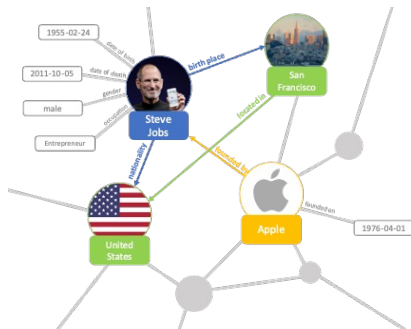 1955-02-24
date of birth
2011-10-05
date of death
gender
male
occupation
Entrepreneur
Steve
Jobs
birth place
San
Francisco
located in
nationality
founded by
United
States
Apple
founded on
1976-04-01